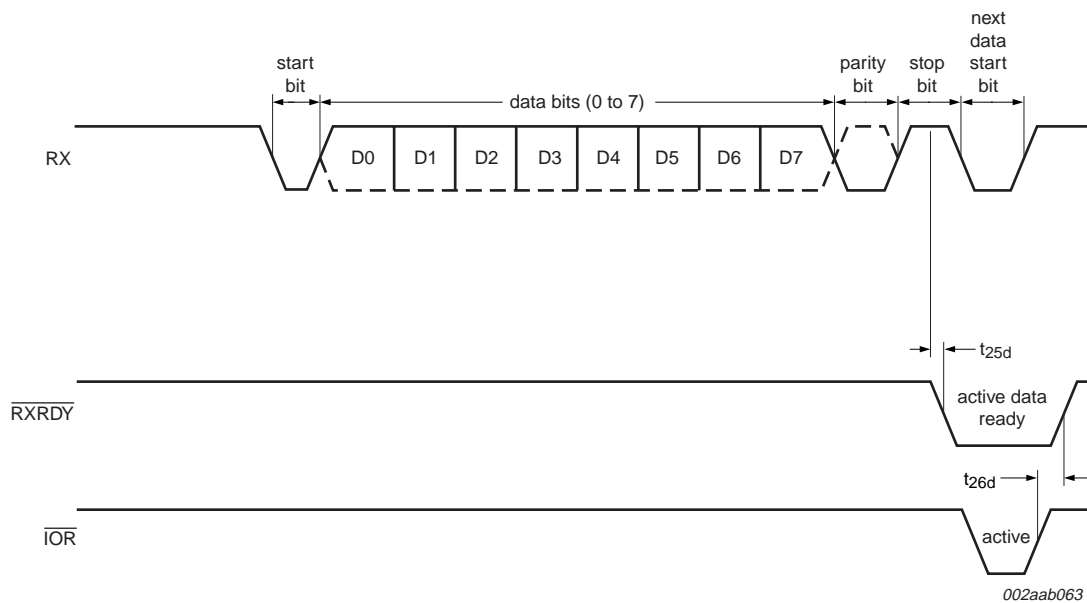 start
bit
data bits (0 to 7)
parity
bit
stop
bit
next
data
start
bit
RX
D0
D1
D2
D3
D4
D5
D6
D7
t25d
RXRDY
active data
ready
t26d
IOR
active
002aab063